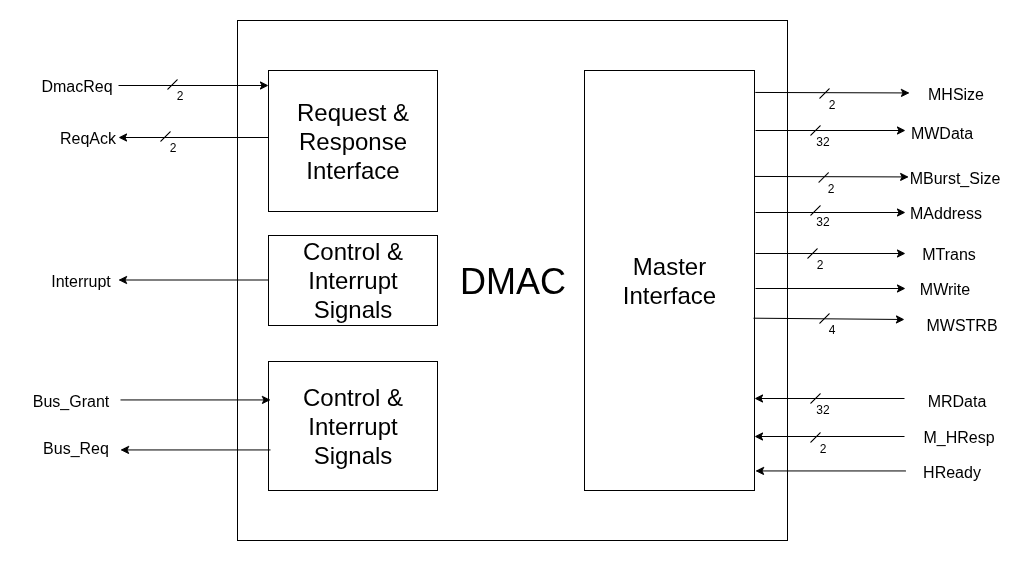 DmacReq
2
ReqAck
2
Request &
Response
Interface
Interrupt
Control &
Interrupt
Signals
Bus_Grant
Bus_Req
Control &
Interrupt
Signals
DMAC
Master
Interface
2
MHSize
32
MWData
2
MBurst_Size
32
MAddress
2
MTrans
MWrite
4
MWSTRB
32
MRData
2
M_HResp
HReady